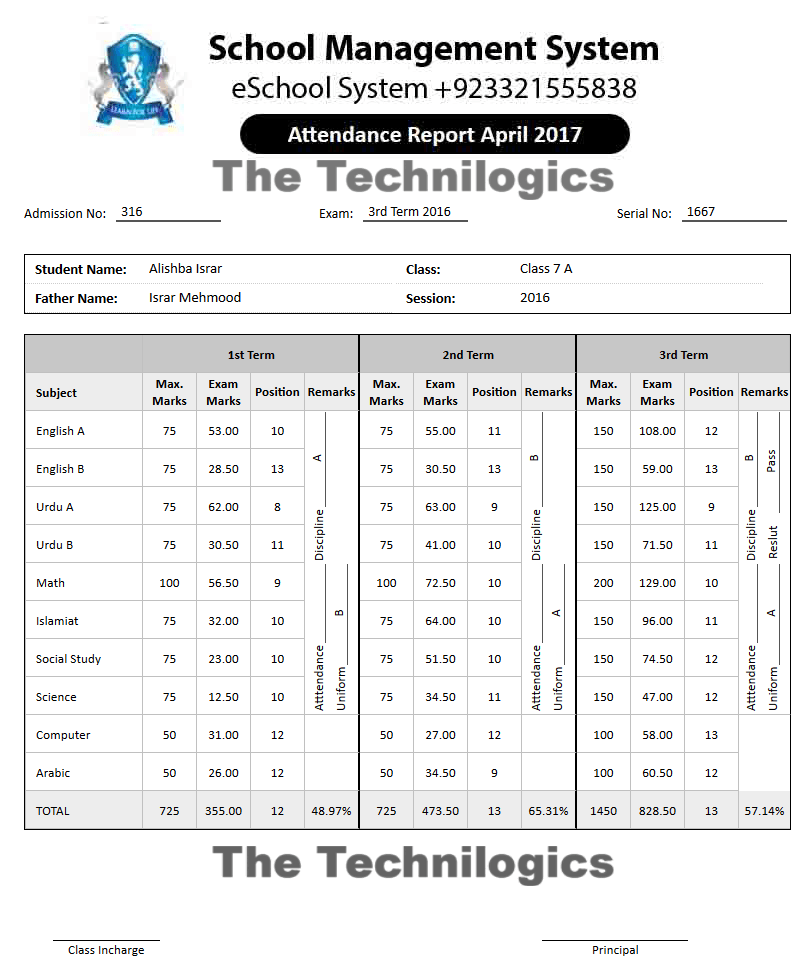 School Management System
eSchool System +923321555838
LEARN FOR LIFE
Attendance Report April 2017
The Technilogics
Admission No: 316 Exam: 3rd Term 2016 Serial No: 1667
Student Name: Alishba Israr Class: Class 7 A
Father Name: Israr Mehmood Session: 2016
1st Term 2nd Term 3rd Term
Subject Max. Marks Exam Marks Position Remarks Max. Marks Exam Marks Position Remarks Max. Marks Exam Marks Position Remarks
English A 75 53.00 10 75 55.00 11 150 108.00 12
English B 75 28.50 13 75 30.50 13 150 59.00 13
Urdu A 75 62.00 8 75 63.00 9 150 125.00 9
Urdu B 75 30.50 11 75 41.00 10 150 71.50 11
Math 100 56.50 9 100 72.50 10 200 129.00 10
Islamiat 75 32.00 10 75 64.00 10 150 96.00 11
Social Study 75 23.00 10 75 51.50 10 150 74.50 12
Science 75 12.50 10 75 34.50 11 150 47.00 12
Computer 50 31.00 12 50 27.00 12 100 58.00 13
Arabic 50 26.00 12 50 34.50 9 100 60.50 12
TOTAL 725 355.00 12 48.97% 725 473.50 13 65.31% 1450 828.50 13 57.14%
Discipline A
Atttendance
Uniform B
Discipline B
Atttendance
Uniform A
Discipline B
Reslut Pass
Atttendance
Uniform A
The Technilogics
Class Incharge Principal